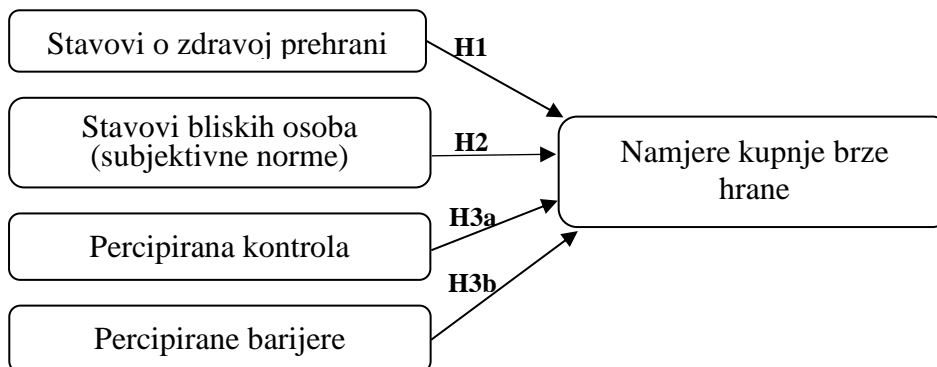 Stavovi o zdravoj prehrani
H1
Stavovi bliskih osoba
(subjektivne norme)
H2
Namjere kupnje brze
hrane
Percipirana kontrola
H3a
H3b
Percipirane barijere